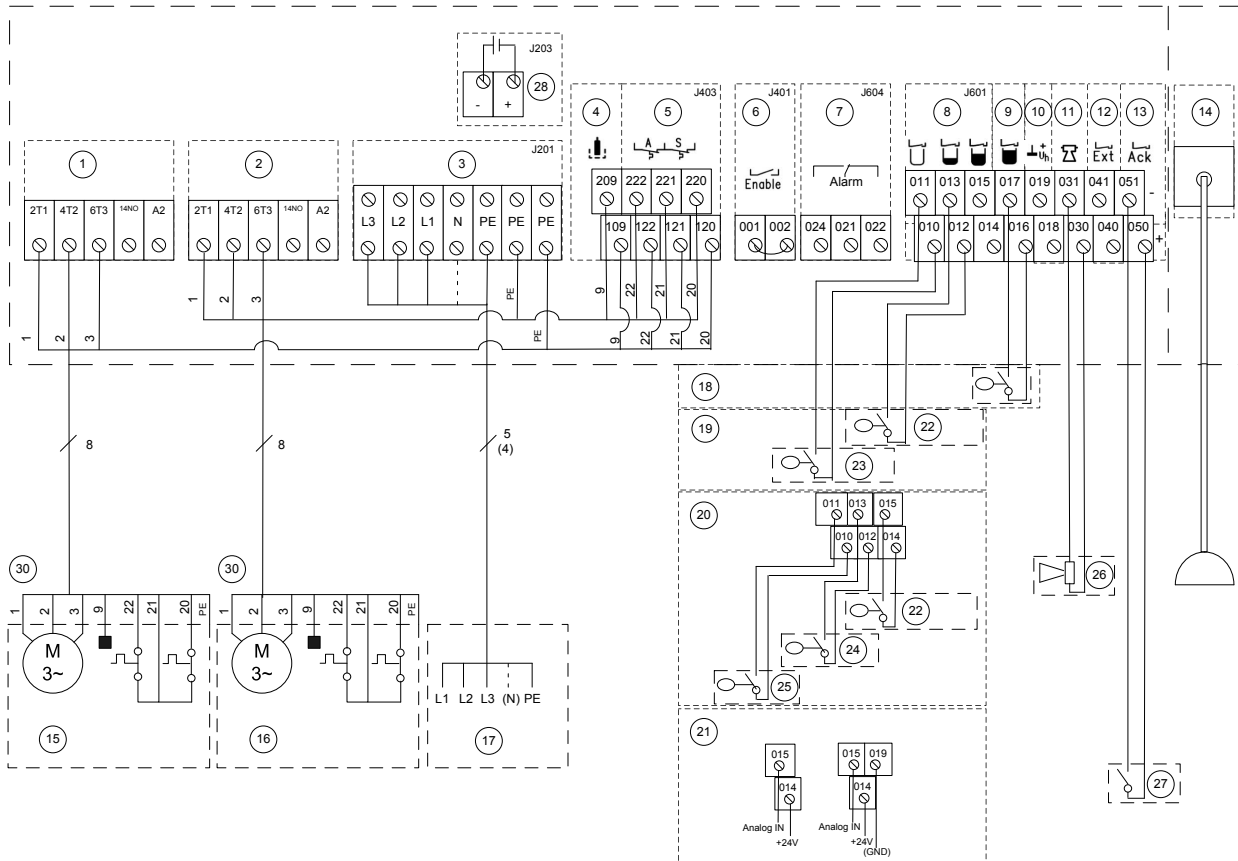 J203
- + 28
1
2T1 4T2 6T3 14NO A2
2
2T1 4T2 6T3 14NO A2
3 J201
L3 L2 L1 N PE PE PE
4 5 J403
A S
209 222 221 220
109 122 121 120
6 J401
Enable
001 002
7 J604
Alarm
024 021 022
J601
8 9 10 11 12 13
+ Uh Ext Ack
011 013 015 017 019 031 041 051 -
010 012 014 016 018 030 040 050 +
14
1 2 3 PE 9 22 21 20
1 2 3 PE 9 22 21 20
18
19
22
23
8
8
5
(4)
20
011 013 015
010 012 014
22
24
25
26
30
1 2 3 9 22 21 20 PE
M
3~
15
30
1 2 3 9 22 21 20 PE
M
3~
16
L1 L2 L3 (N) PE
17
21
015
014
Analog IN
+24V
015 019
014
Analog IN
+24V
(GND)
27